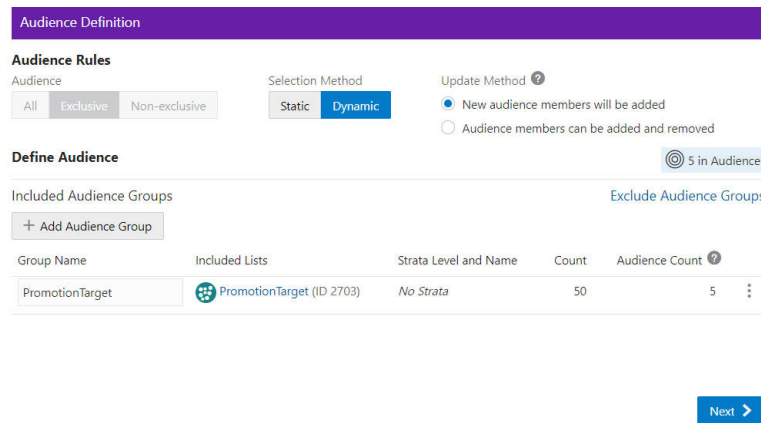 Audience Definition
Audience Rules
Audience Selection Method Update Method ?
All Exclusive Non-exclusive Static Dynamic New audience members will be added
Audience members can be added and removed
Define Audience 5 in Audience
Included Audience Groups Exclude Audience Groups
+ Add Audience Group
Group Name Included Lists Strata Level and Name Count Audience Count ?
PromotionTarget PromotionTarget (ID 2703) No Strata 50 5
Next